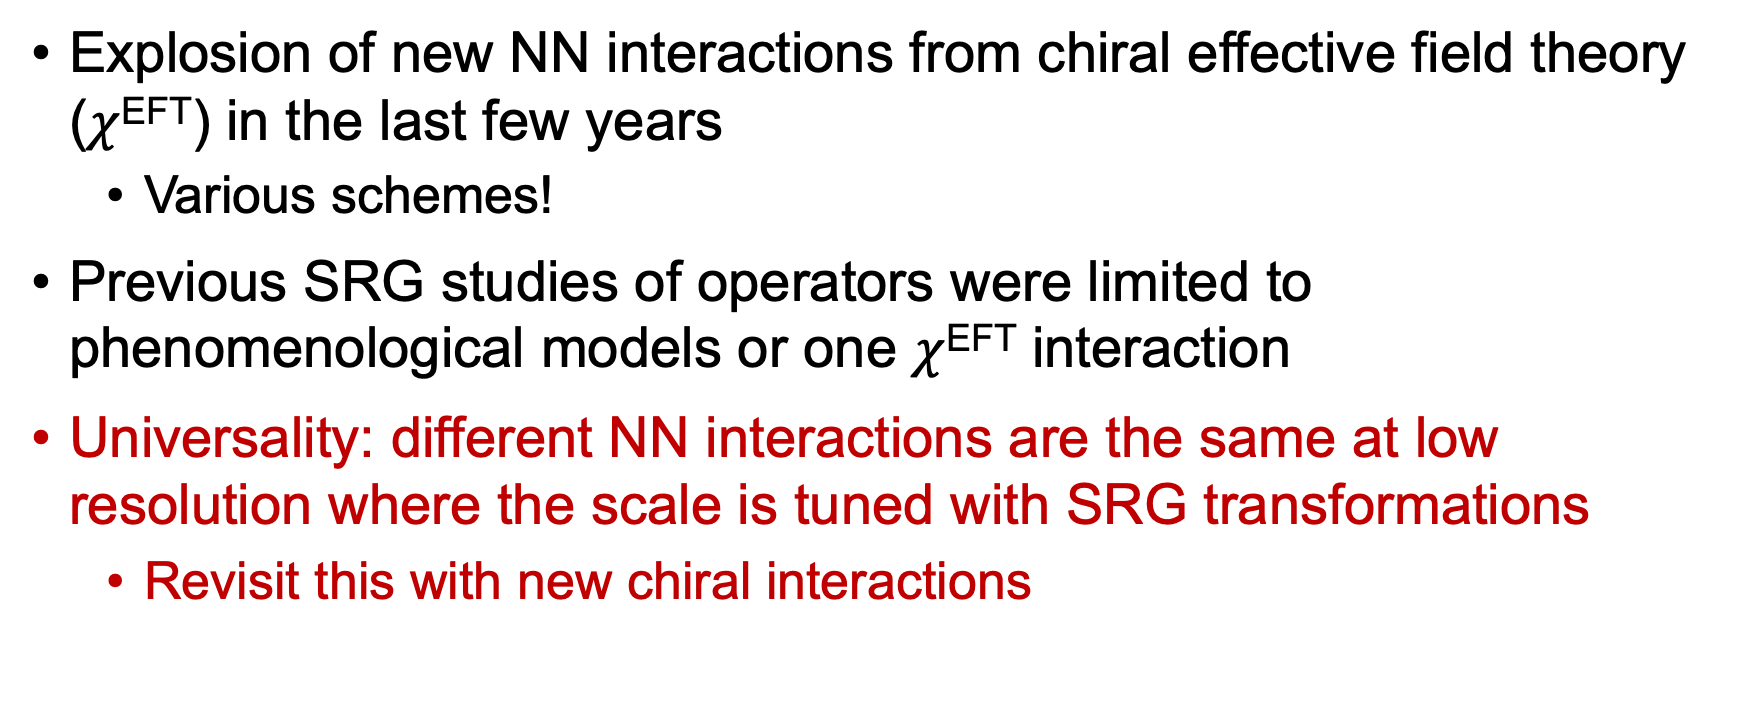 • Explosion of new NN interactions from chiral effective field theory
(χ^EFT) in the last few years
• Various schemes!
• Previous SRG studies of operators were limited to
phenomenological models or one χ^EFT interaction
• Universality: different NN interactions are the same at low
resolution where the scale is tuned with SRG transformations
• Revisit this with new chiral interactions